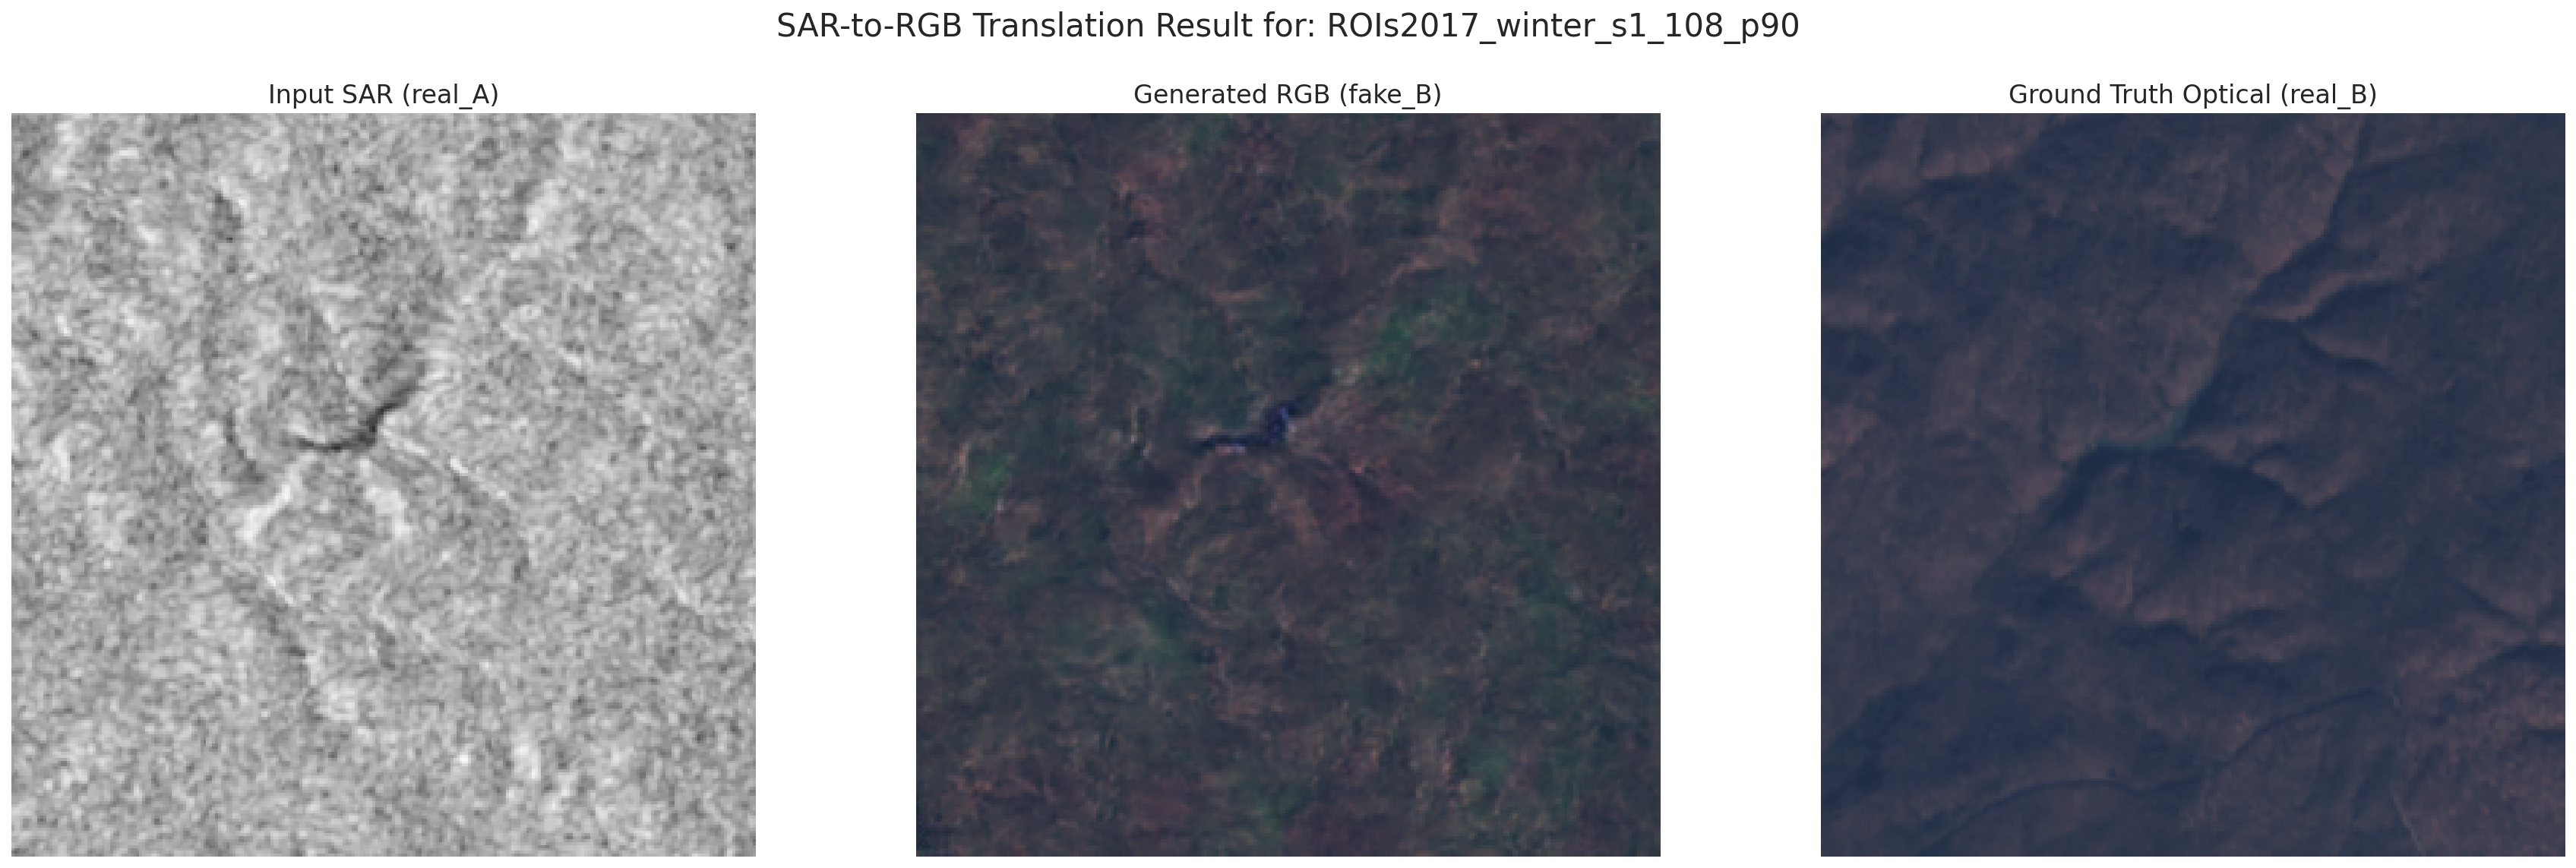 SAR-to-RGB Translation Result for: ROIs2017_winter_s1_108_p90
Input SAR (real_A)
Generated RGB (fake_B)
Ground Truth Optical (real_B)